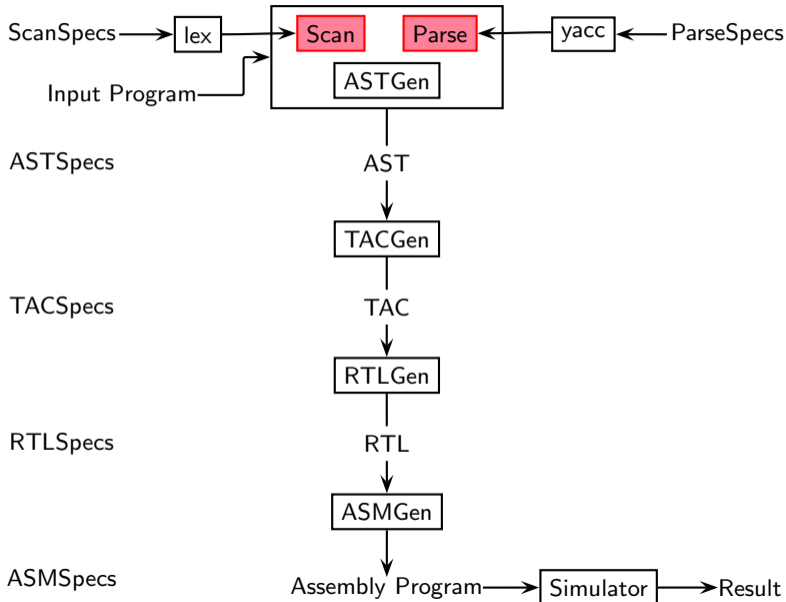 ScanSpecs lex Scan Parse yacc ParseSpecs
ASTGen
Input Program
ASTSpecs AST
TACGen
TACSpecs TAC
RTLGen
RTLSpecs RTL
ASMGen
ASMSpecs Assembly Program Simulator Result